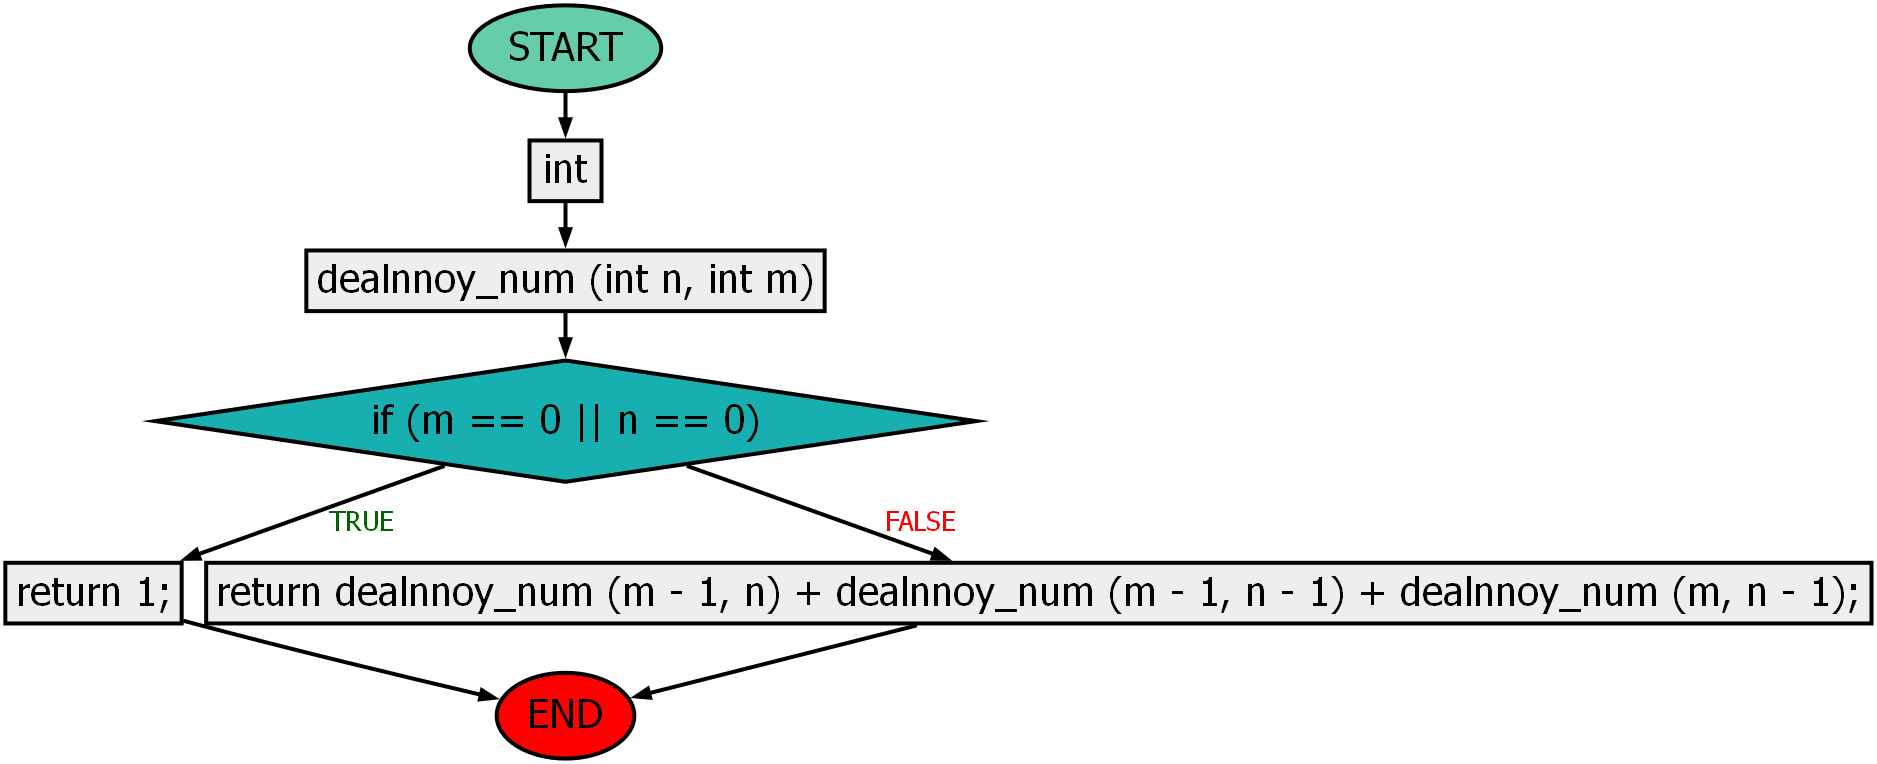 START
int
dealnnoy_num (int n, int m)
if (m == 0 || n == 0)
TRUE
FALSE
return 1;
return dealnnoy_num (m - 1, n) + dealnnoy_num (m - 1, n - 1) + dealnnoy_num (m, n - 1);
END